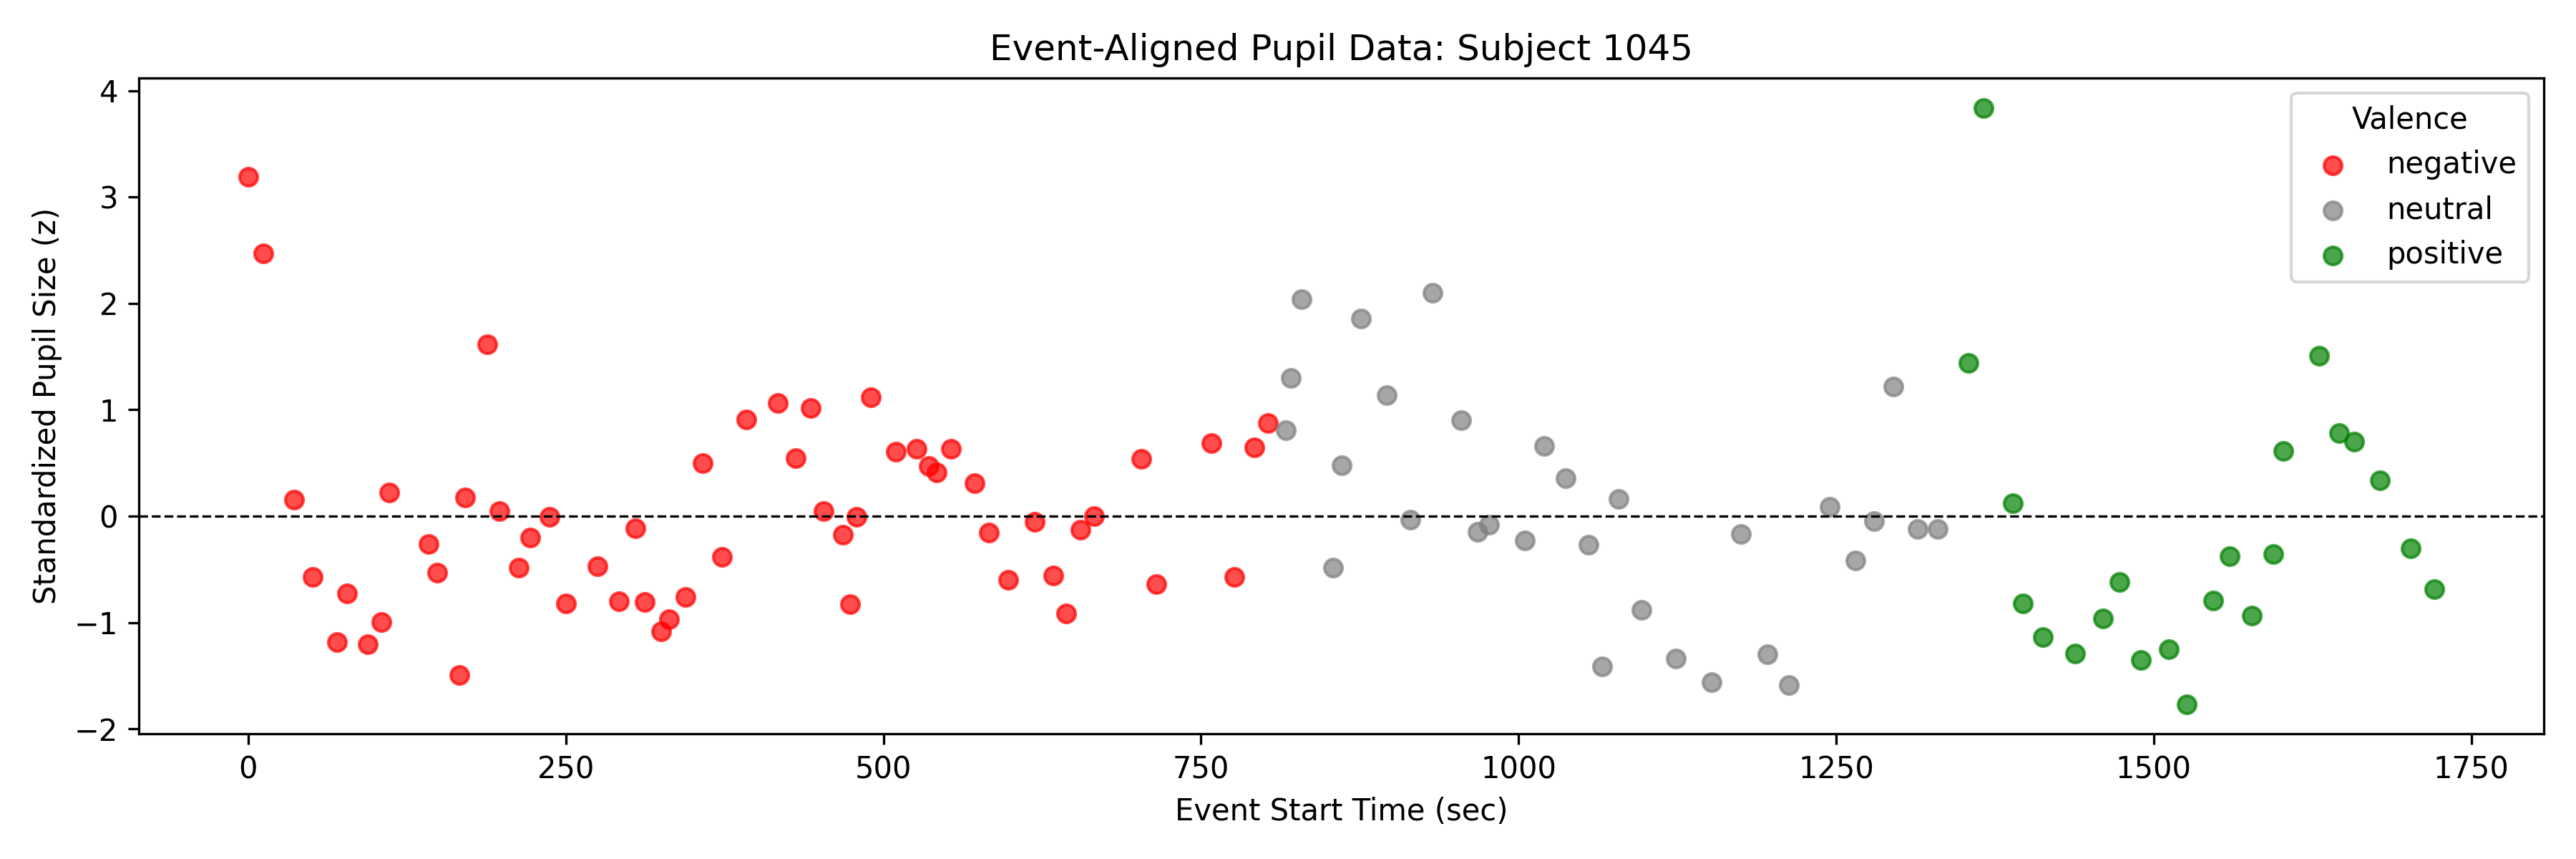 Event-Aligned Pupil Data: Subject 1045
Standardized Pupil Size (z)
4
3
2
1
0
−1
−2
Valence
negative
neutral
positive
0 250 500 750 1000 1250 1500 1750
Event Start Time (sec)